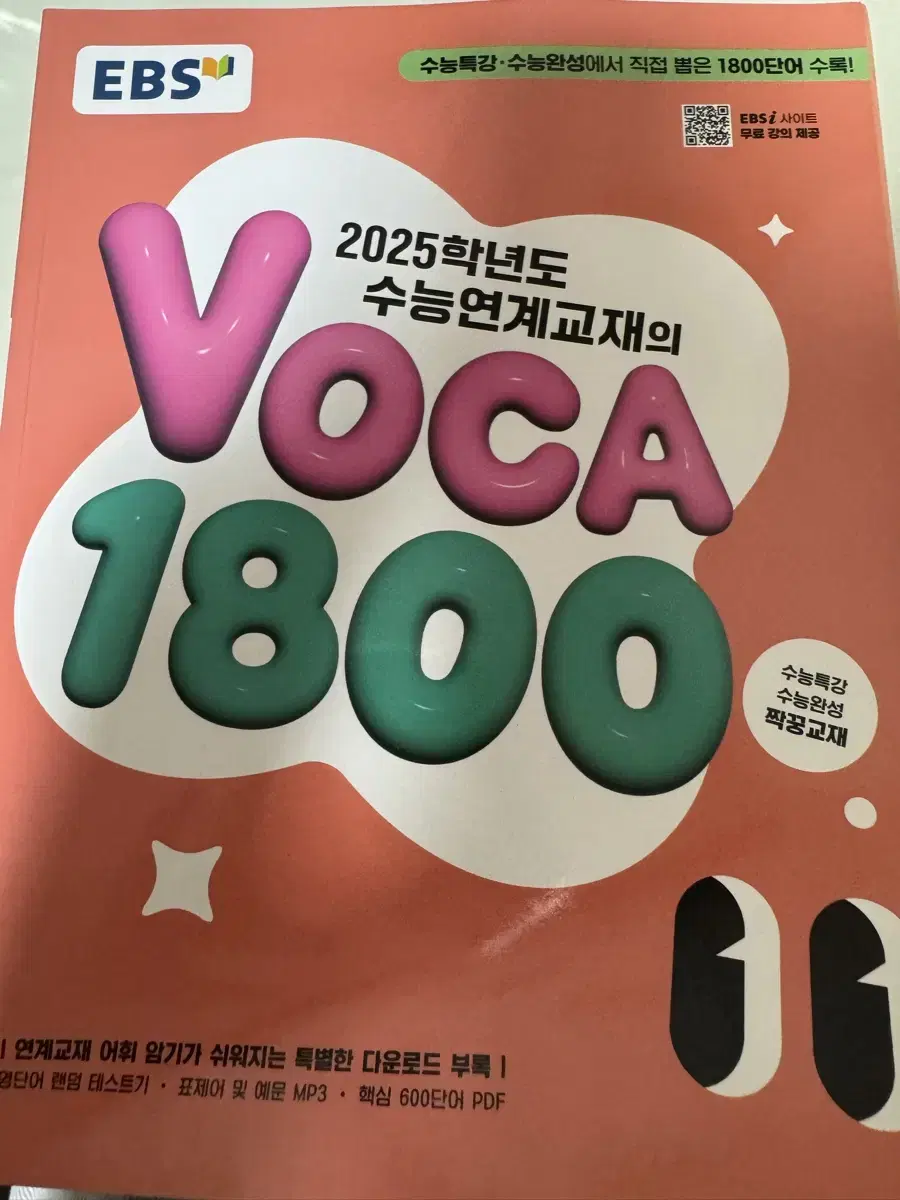 EBS
수능특강·수능완성에서 직접 뽑은 1800단어 수록!
EBSi 사이트
무료 강의 제공
2025학년도
수능연계교재의
VOCA
1800
수능특강
수능완성
짝꿍교재
| 연계교재 어휘 암기가 쉬워지는 특별한 다운로드 부록 |
영단어 랜덤 테스트기 · 표제어 및 예문 MP3 · 핵심 600단어 PDF